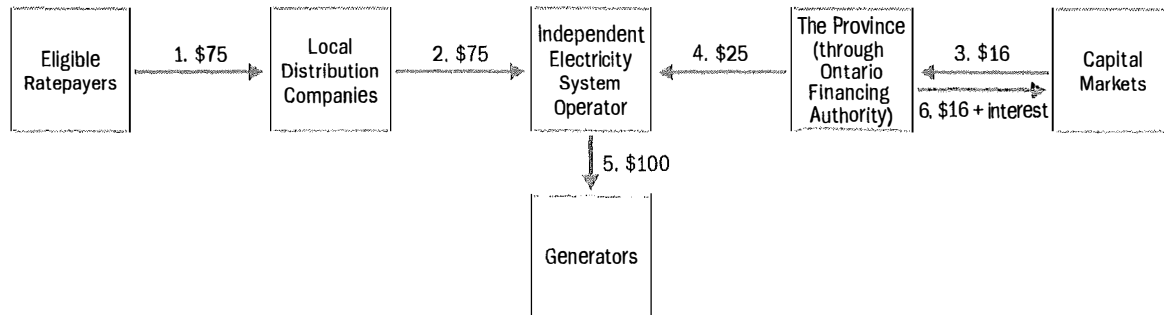 Eligible
Ratepayers
1. $75
Local
Distribution
Companies
2. $75
Independent
Electricity
System
Operator
4. $25
The Province
(through
Ontario
Financing
Authority)
3. $16
6. $16 + interest
Capital
Markets
5. $100
Generators